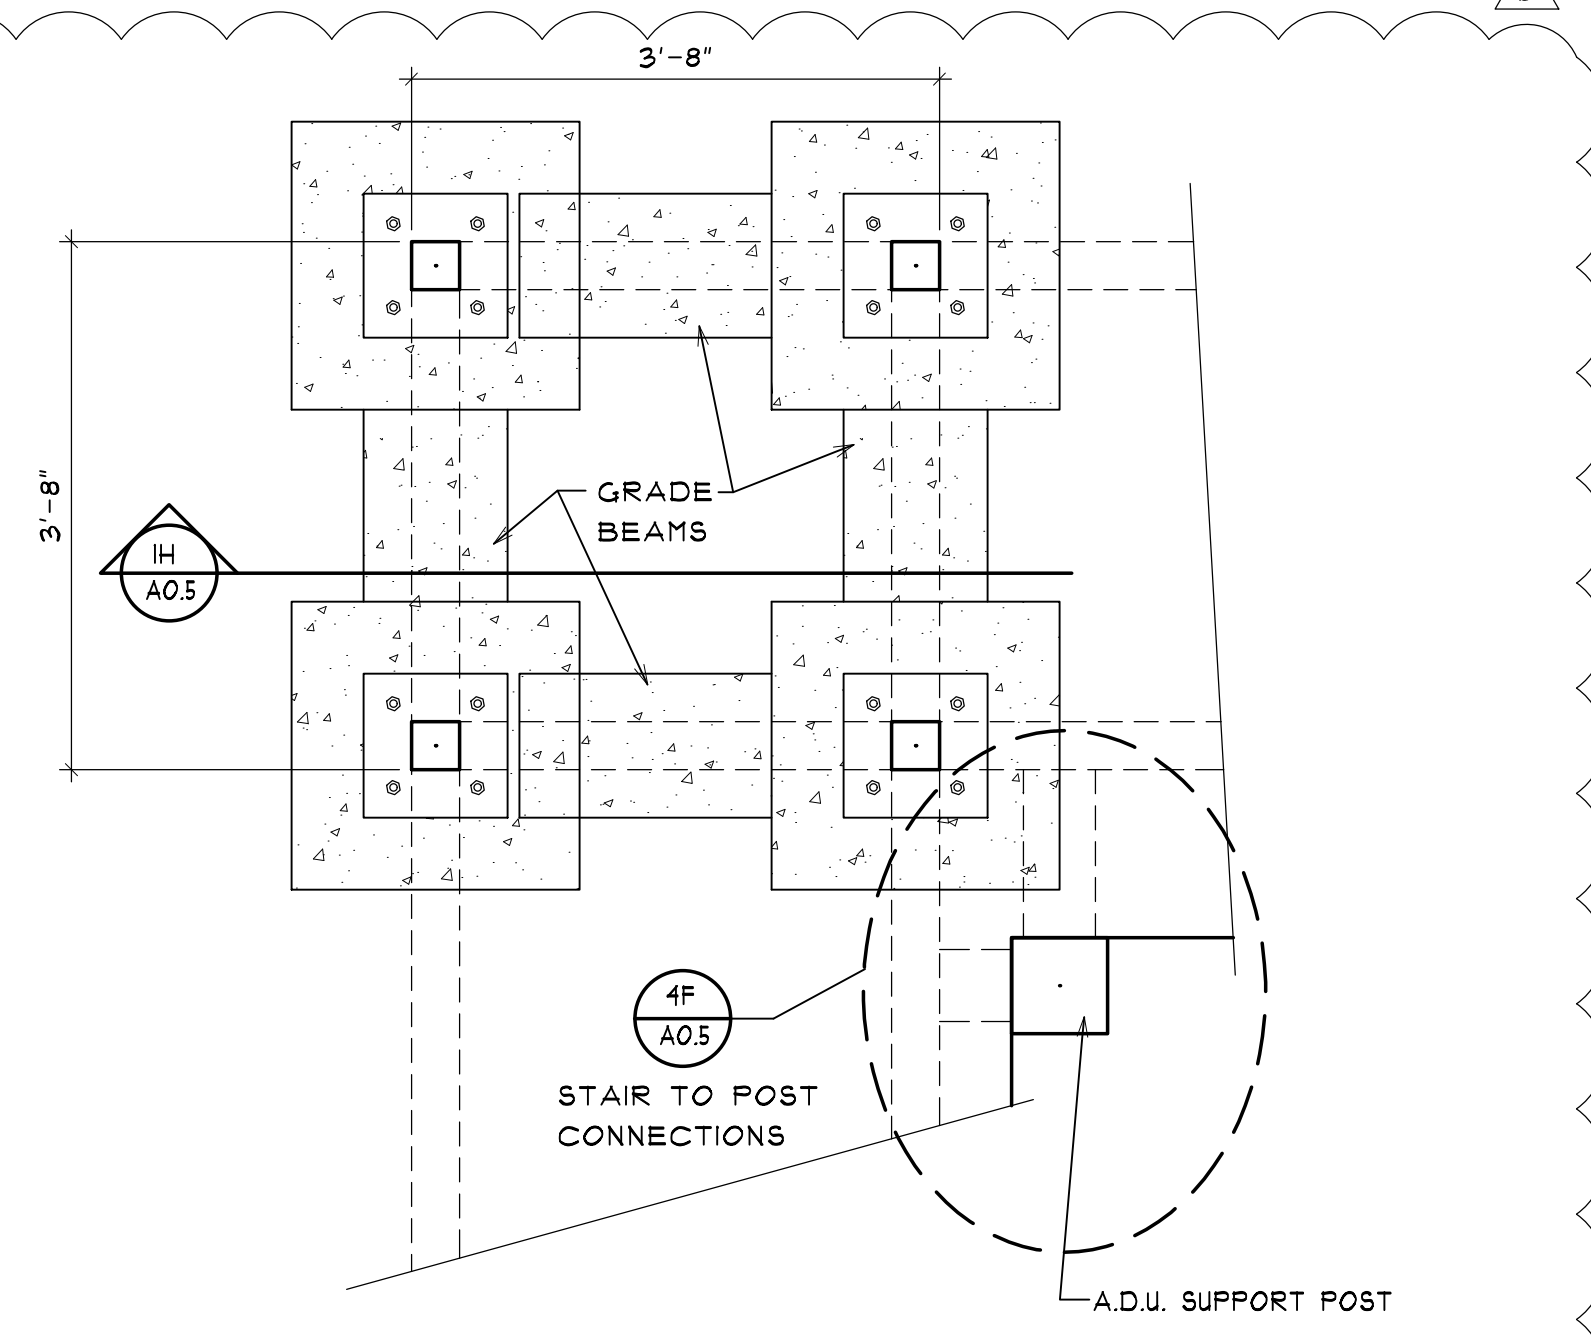 3'-8"
GRADE
BEAMS
3'-8"
1H
A0.5
4F
A0.5
STAIR TO POST
CONNECTIONS
A.D.U. SUPPORT POST